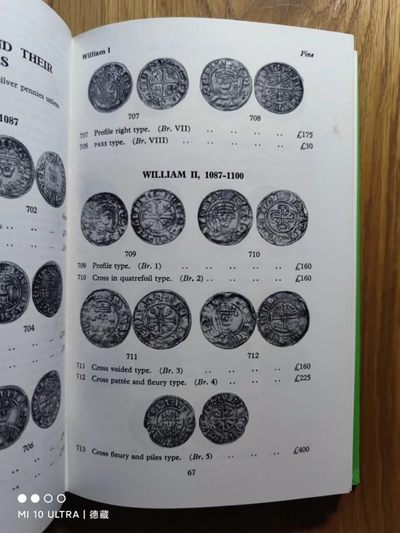 ND THEIR
S
ilver pennies unless
087
702
704
706
William I
Fine
707
708
707 Profile right type. (Br. VII) .. .. .. .. £175
708 PAXS type. (Br. VIII) .. .. .. .. £30
WILLIAM II, 1087-1100
709
710
709 Profile type. (Br. 1) .. .. .. .. £160
710 Cross in quatrefoil type. (Br. 2) .. .. .. .. £160
711
712
711 Cross voided type. (Br. 3) .. .. .. .. £160
712 Cross pattée and fleury type. (Br. 4) .. .. .. £225
713 Cross fleury and piles type. (Br. 5) .. .. .. £400
67
MI 10 ULTRA | 德藏